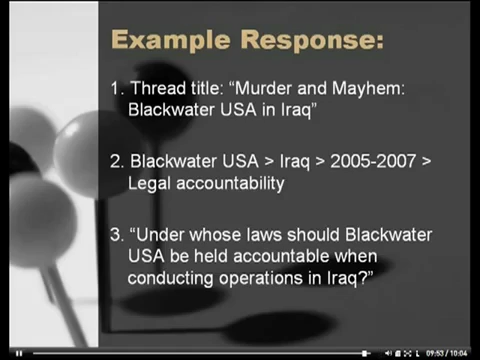 Example Response:
1. Thread title: “Murder and Mayhem:
Blackwater USA in Iraq”
2. Blackwater USA > Iraq > 2005-2007 >
Legal accountability
3. “Under whose laws should Blackwater
USA be held accountable when
conducting operations in Iraq?”
09:53 / 10:04